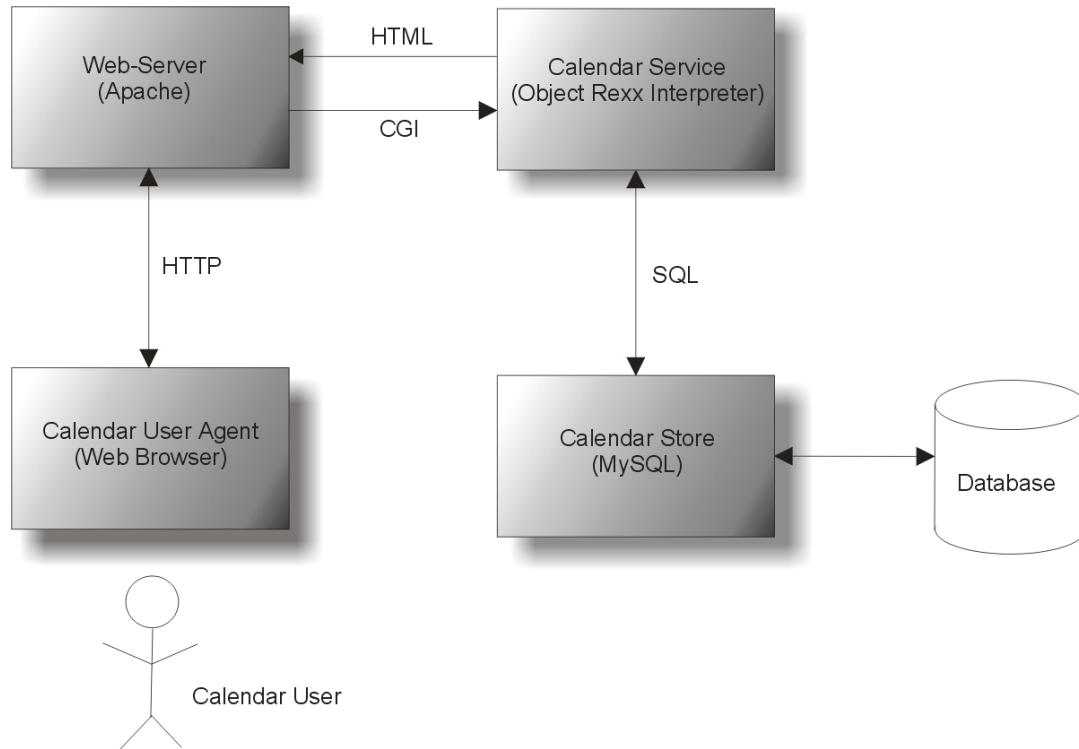 Web-Server
(Apache)
HTML
CGI
Calendar Service
(Object Rexx Interpreter)
HTTP
SQL
Calendar User Agent
(Web Browser)
Calendar Store
(MySQL)
Database
Calendar User